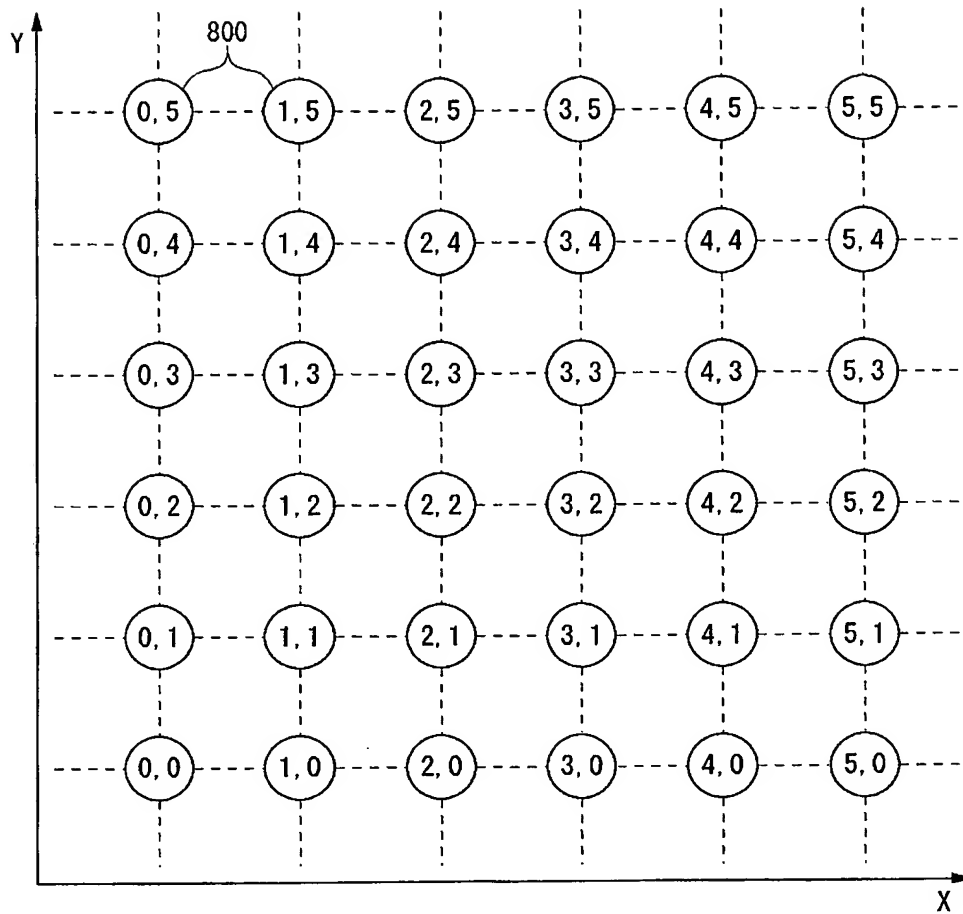 Y
800
0, 5 1, 5 2, 5 3, 5 4, 5 5, 5
0, 4 1, 4 2, 4 3, 4 4, 4 5, 4
0, 3 1, 3 2, 3 3, 3 4, 3 5, 3
0, 2 1, 2 2, 2 3, 2 4, 2 5, 2
0, 1 1, 1 2, 1 3, 1 4, 1 5, 1
0, 0 1, 0 2, 0 3, 0 4, 0 5, 0
X